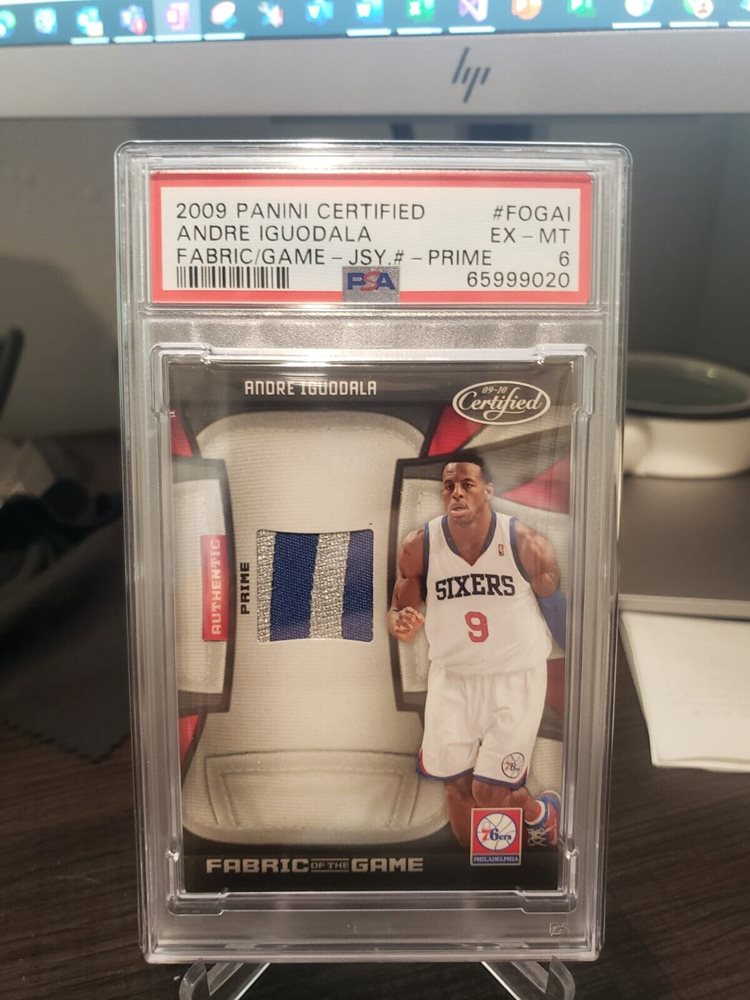 hp
2009 PANINI CERTIFIED #FOGAI
ANDRE IGUODALA EX - MT
FABRIC/GAME - JSY.# - PRIME 6
PSA 65999020
ANDRE IGUODALA
09-10
Certified
AUTHENTIC
PRIME
SIXERS
9
76ers
76ers
PHILADELPHIA
FABRIC OF THE GAME